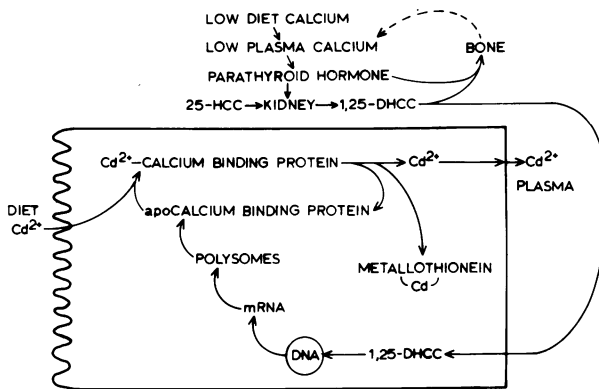 LOW DIET CALCIUM
LOW PLASMA CALCIUM
BONE
PARATHYROID HORMONE
25-HCC→KIDNEY→1,25-DHCC
Cd²⁺-CALCIUM BINDING PROTEIN → Cd²⁺ → Cd²⁺
PLASMA
DIET
Cd²⁺
apoCALCIUM BINDING PROTEIN
POLYSOMES
METALLOTHIONEIN
Cd
mRNA
DNA ← 1,25-DHCC